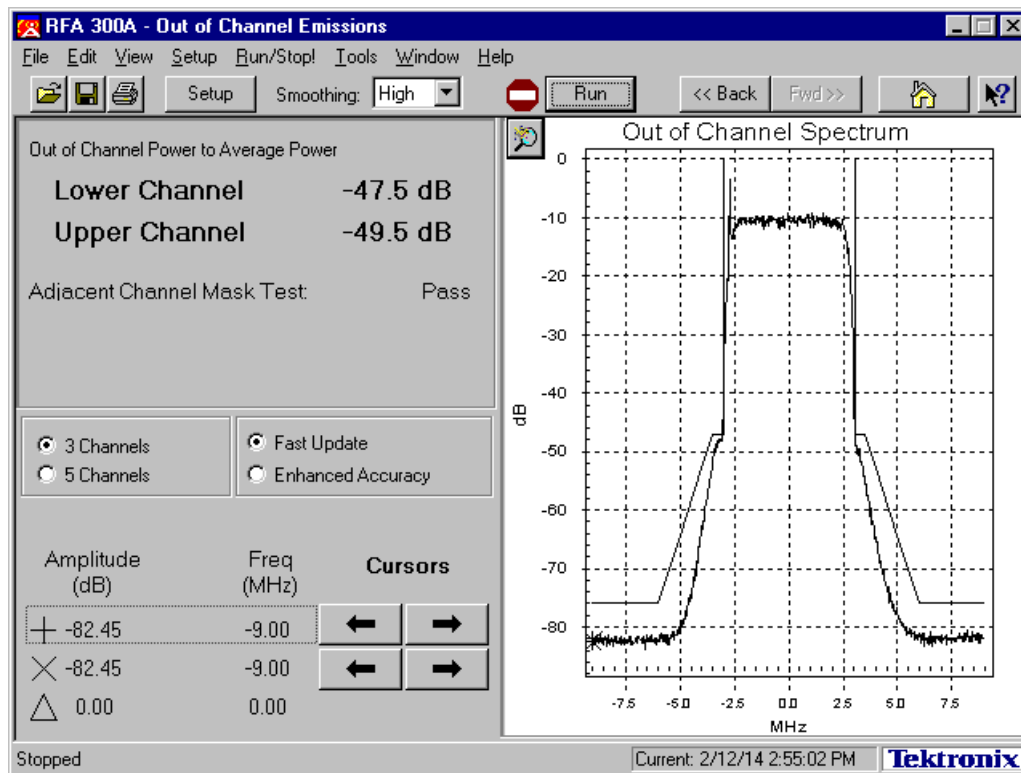 RFA 300A - Out of Channel Emissions
File Edit View Setup Run/Stop! Tools Window Help
Setup Smoothing: High Run << Back Fwd >>
Out of Channel Power to Average Power
Lower Channel -47.5 dB
Upper Channel -49.5 dB
Adjacent Channel Mask Test: Pass
3 Channels
5 Channels
Fast Update
Enhanced Accuracy
Amplitude (dB) Freq (MHz) Cursors
-82.45 -9.00
-82.45 -9.00
0.00 0.00
Out of Channel Spectrum
0
-10
-20
-30
-40
-50
-60
-70
-80
dB
-7.5 -5.0 -2.5 0.0 2.5 5.0 7.5
MHz
Stopped
Current: 2/12/14 2:55:02 PM
Tektronix